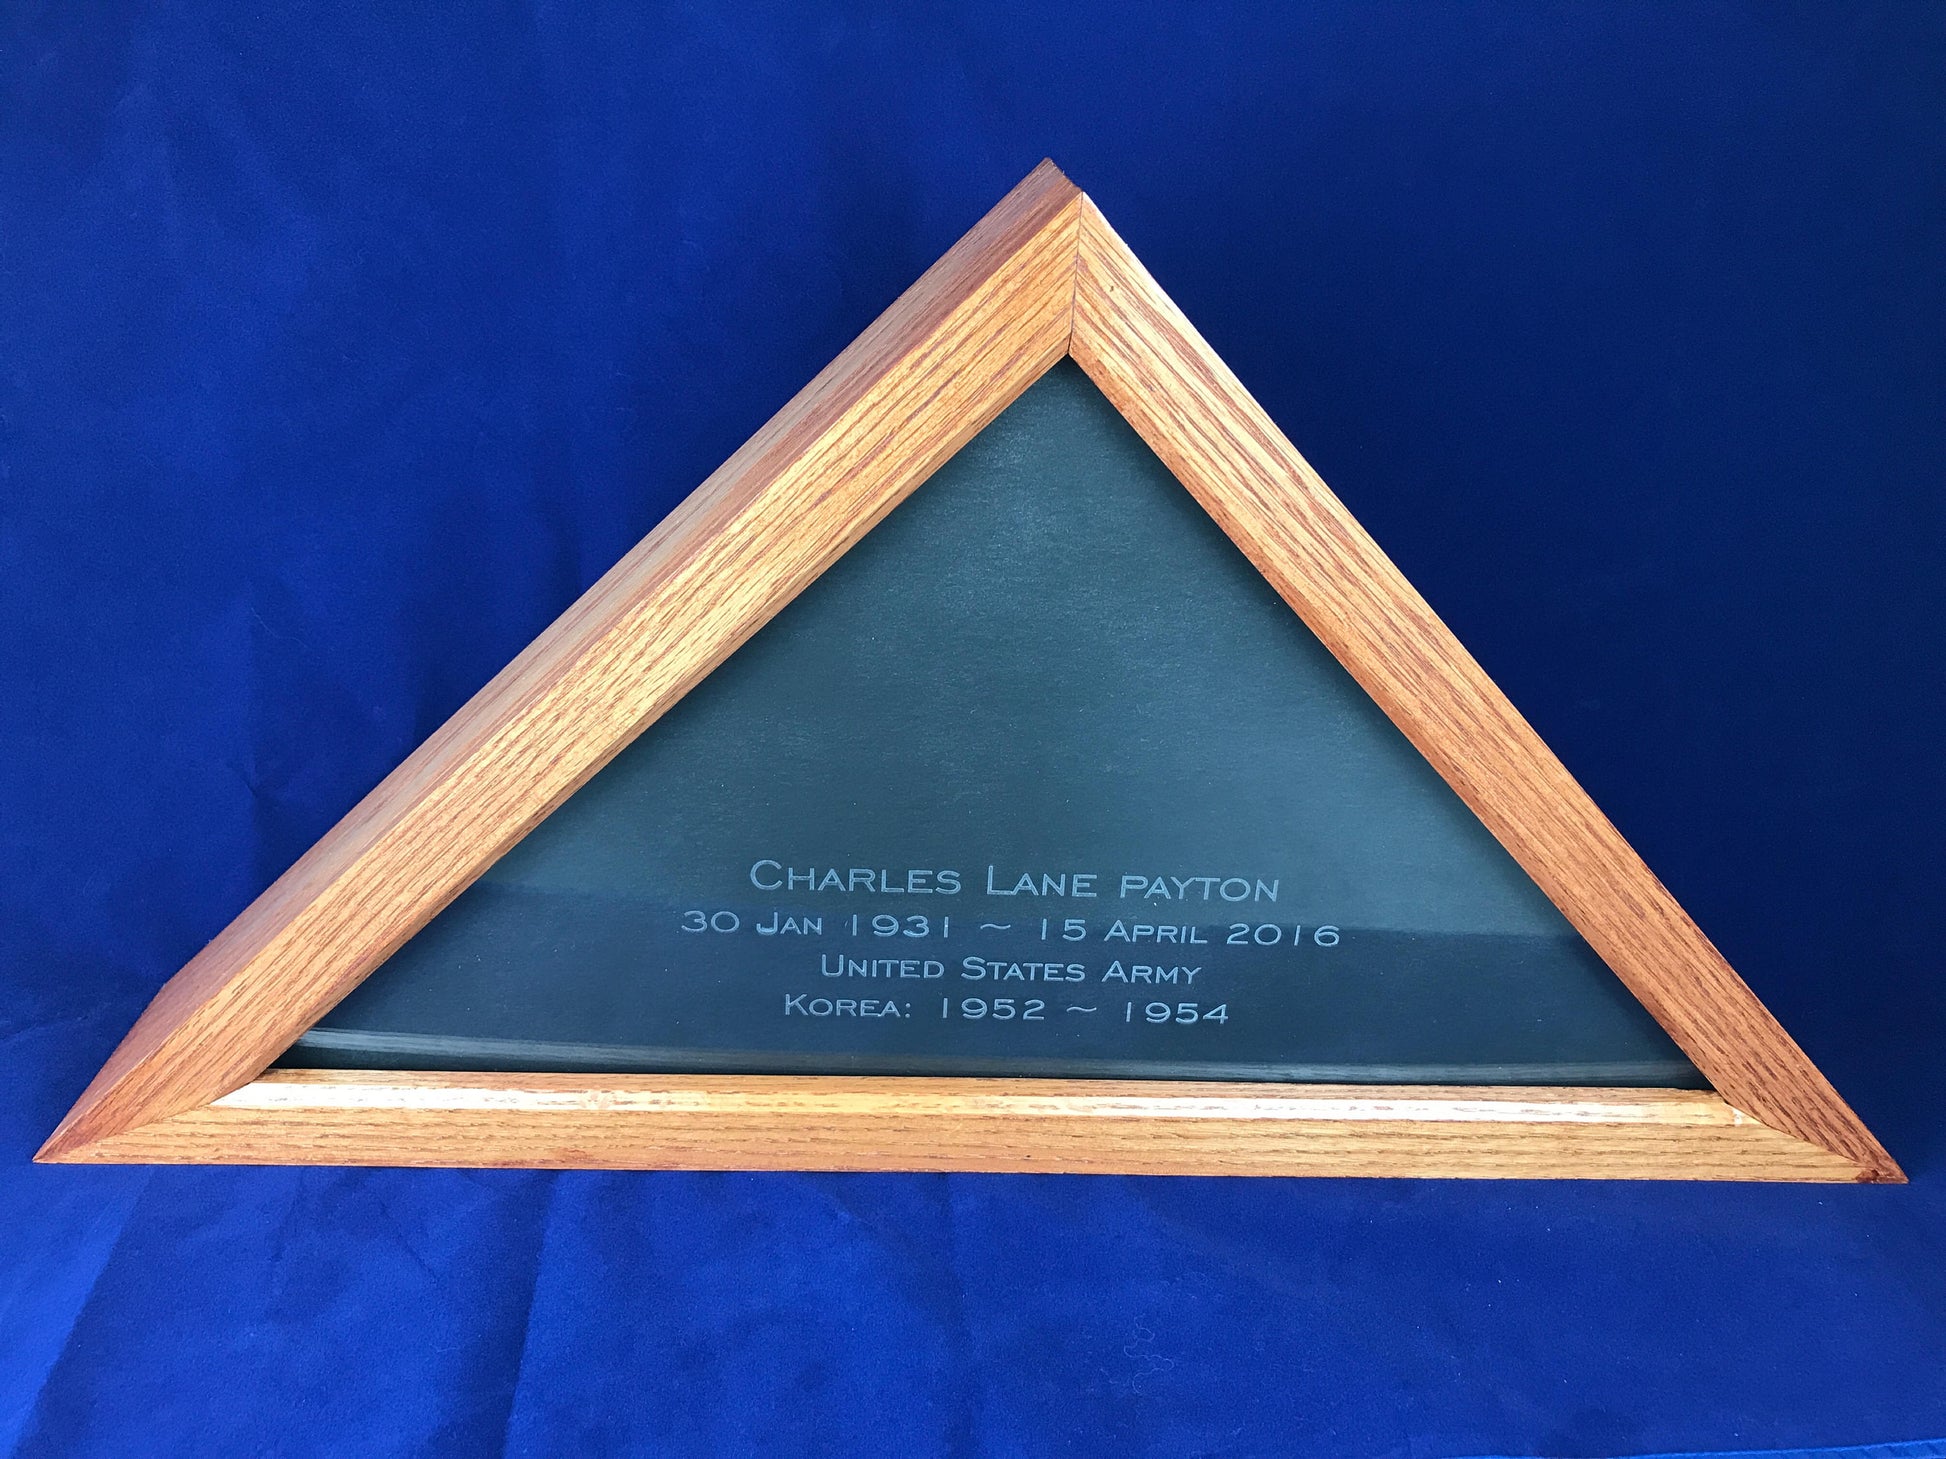 Charles Lane payton
30 Jan 1931 ~ 15 April 2016
United States Army
Korea: 1952 ~ 1954